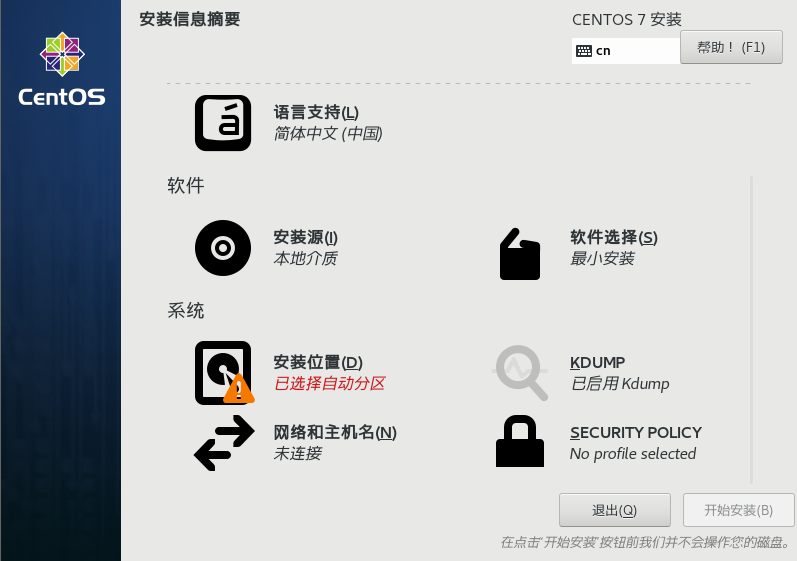 CentOS
安装信息摘要
CENTOS 7 安装
cn
帮助！(F1)
语言支持(L)
简体中文 (中国)
软件
安装源(I)
本地介质
软件选择(S)
最小安装
系统
安装位置(D)
已选择自动分区
KDUMP
已启用 Kdump
网络和主机名(N)
未连接
SECURITY POLICY
No profile selected
退出(Q)
开始安装(B)
在点击“开始安装”按钮前我们并不会操作您的磁盘。